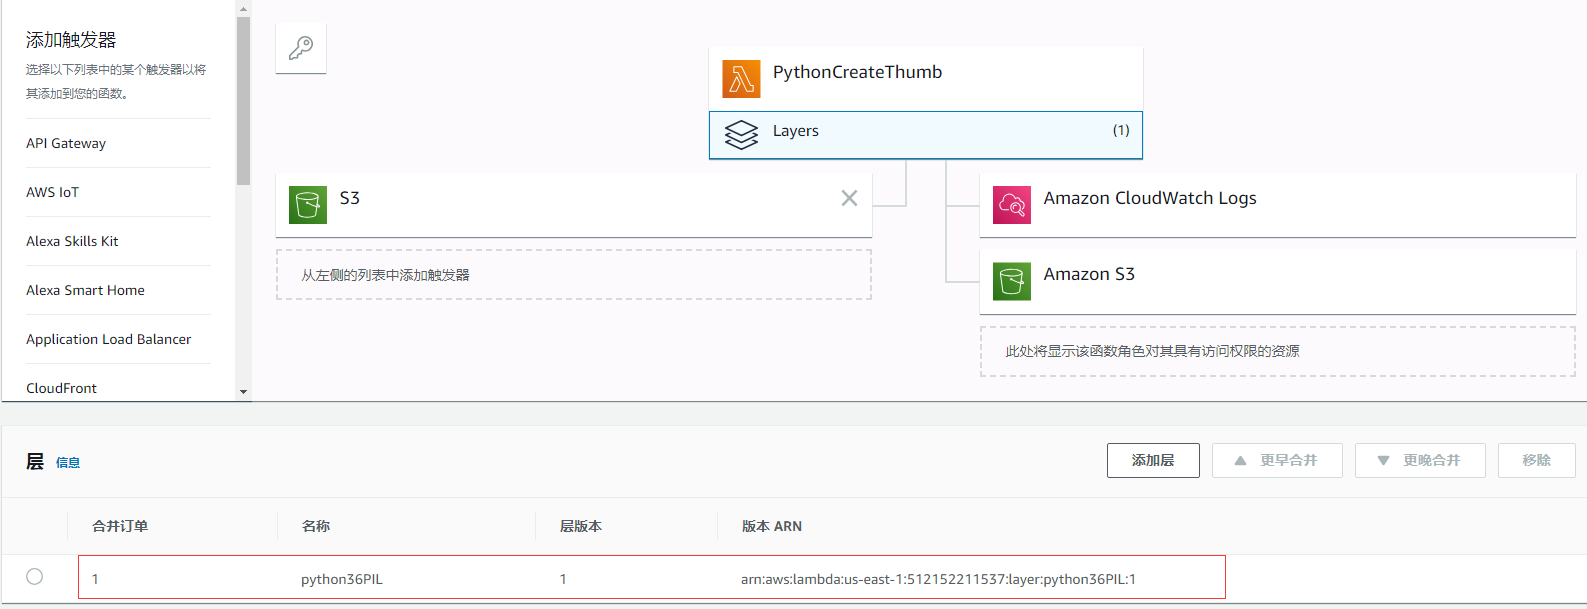 添加触发器
选择以下列表中的某个触发器以将
其添加到您的函数。
API Gateway
AWS IoT
Alexa Skills Kit
Alexa Smart Home
Application Load Balancer
CloudFront
PythonCreateThumb
Layers (1)
S3
从左侧的列表中添加触发器
Amazon CloudWatch Logs
Amazon S3
此处将显示该函数角色对其具有访问权限的资源
层 信息
添加层 更早合并 更晚合并 移除
合并订单 名称 层版本 版本 ARN
1 python36PIL 1 arn:aws:lambda:us-east-1:512152211537:layer:python36PIL:1